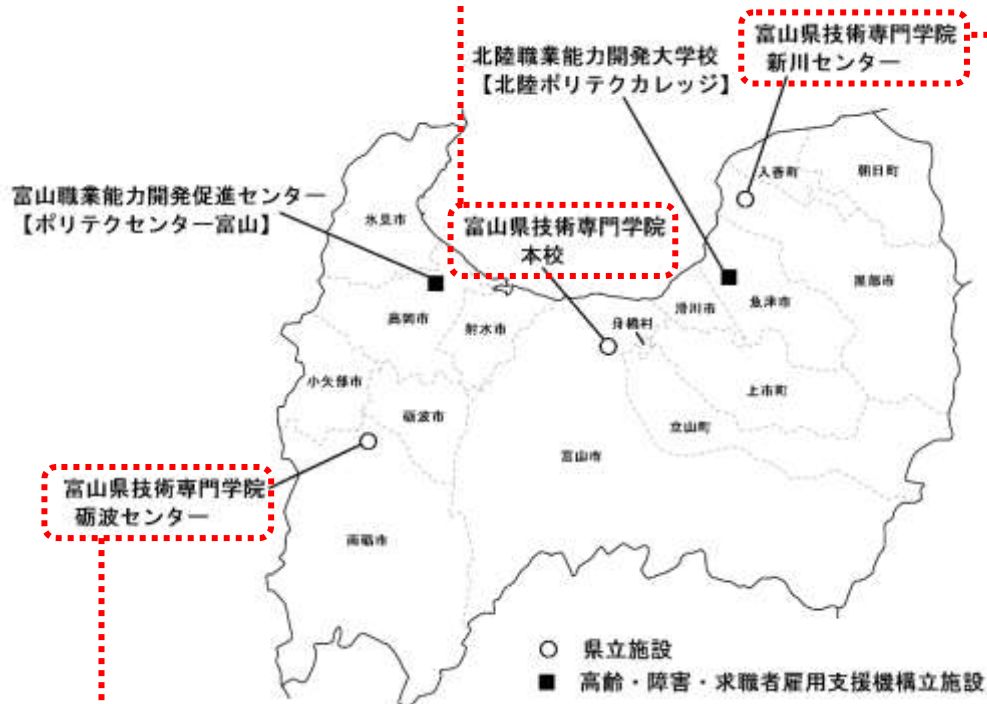 富山県技術専門学院
新川センター
北陸職業能力開発大学校
【北陸ポリテクカレッジ】
入善町
朝日町
富山職業能力開発促進センター
【ポリテクセンター富山】
氷見市
富山県技術専門学院
本校
黒部市
魚津市
滑川市
高岡市
射水市
舟橋村
小矢部市
上市町
砺波市
立山町
富山市
富山県技術専門学院
砺波センター
南砺市
○ 県立施設
■ 高齢・障害・求職者雇用支援機構立施設